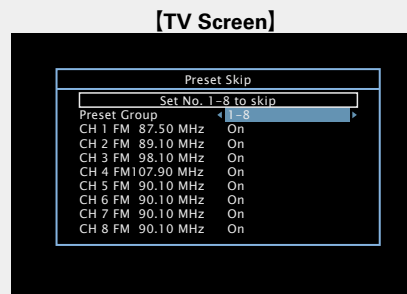 【TV Screen】
Preset Skip
Set No. 1–8 to skip
Preset Group 1–8
CH 1 FM 87.50 MHz On
CH 2 FM 89.10 MHz On
CH 3 FM 98.10 MHz On
CH 4 FM107.90 MHz On
CH 5 FM 90.10 MHz On
CH 6 FM 90.10 MHz On
CH 7 FM 90.10 MHz On
CH 8 FM 90.10 MHz On